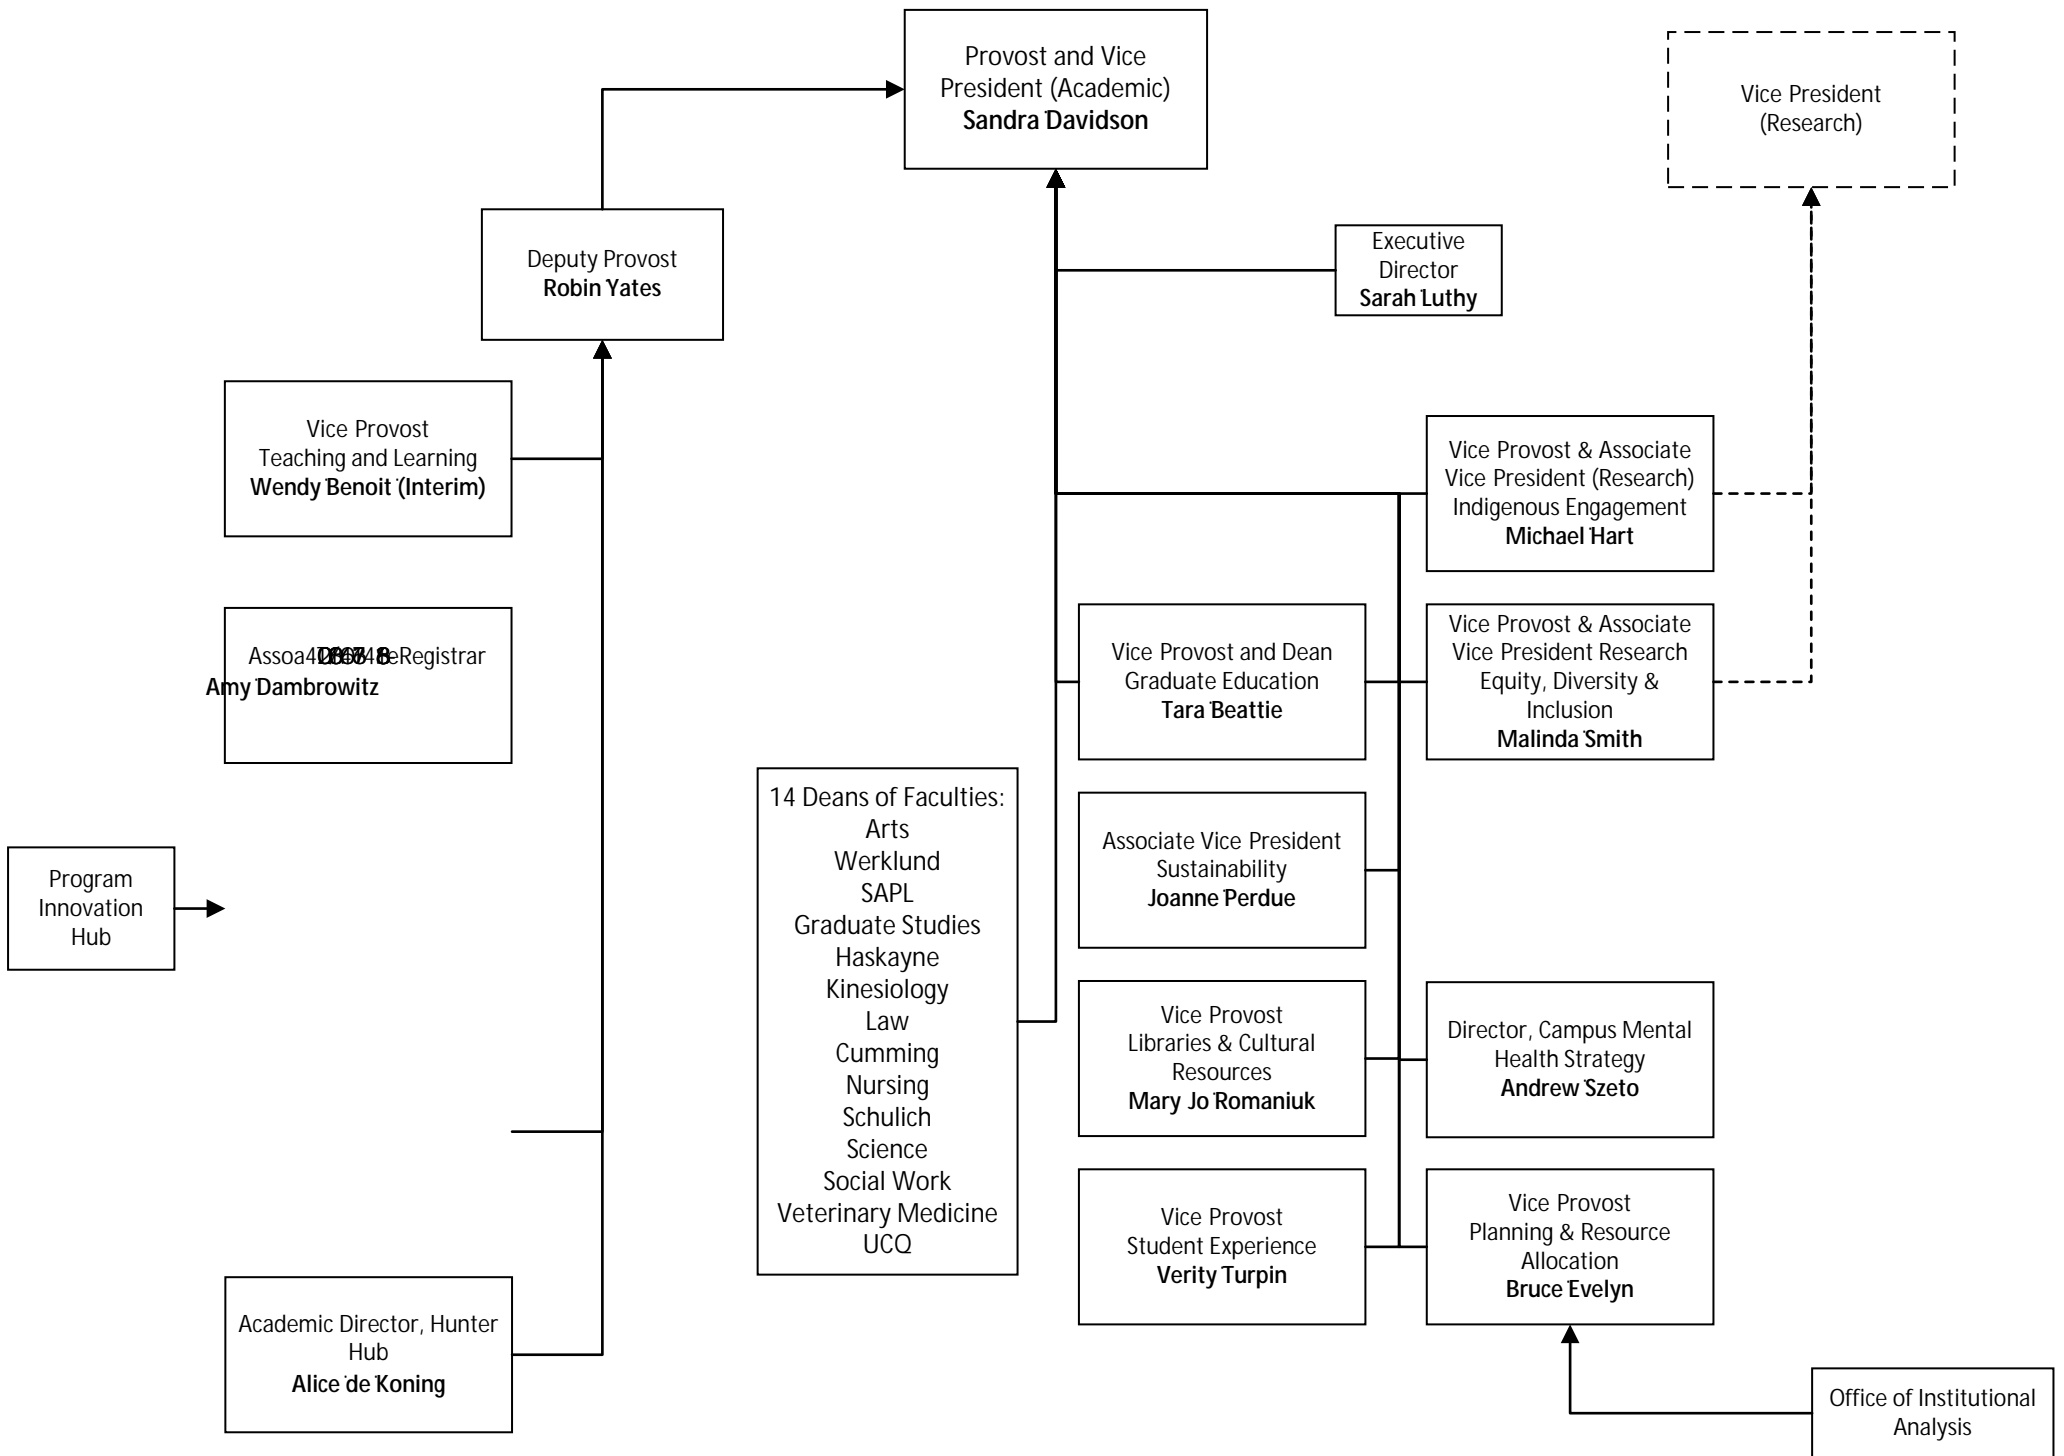 Provost and Vice
President (Academic)
Sandra Davidson
Vice President
(Research)
Deputy Provost
Robin Yates
Executive
Director
Sarah Luthy
Vice Provost
Teaching and Learning
Wendy Benoit (Interim)
Vice Provost & Associate
Vice President (Research)
Indigenous Engagement
Michael Hart
Registrar
Amy Dambrowitz
Vice Provost and Dean
Graduate Education
Tara Beattie
Vice Provost & Associate
Vice President Research
Equity, Diversity &
Inclusion
Malinda Smith
14 Deans of Faculties:
Arts
Werklund
SAPL
Graduate Studies
Haskayne
Kinesiology
Law
Cumming
Nursing
Schulich
Science
Social Work
Veterinary Medicine
UCQ
Associate Vice President
Sustainability
Joanne Perdue
Program
Innovation
Hub
Vice Provost
Libraries & Cultural
Resources
Mary Jo Romaniuk
Director, Campus Mental
Health Strategy
Andrew Szeto
Vice Provost
Student Experience
Verity Turpin
Vice Provost
Planning & Resource
Allocation
Bruce Evelyn
Academic Director, Hunter
Hub
Alice de Koning
Office of Institutional
Analysis